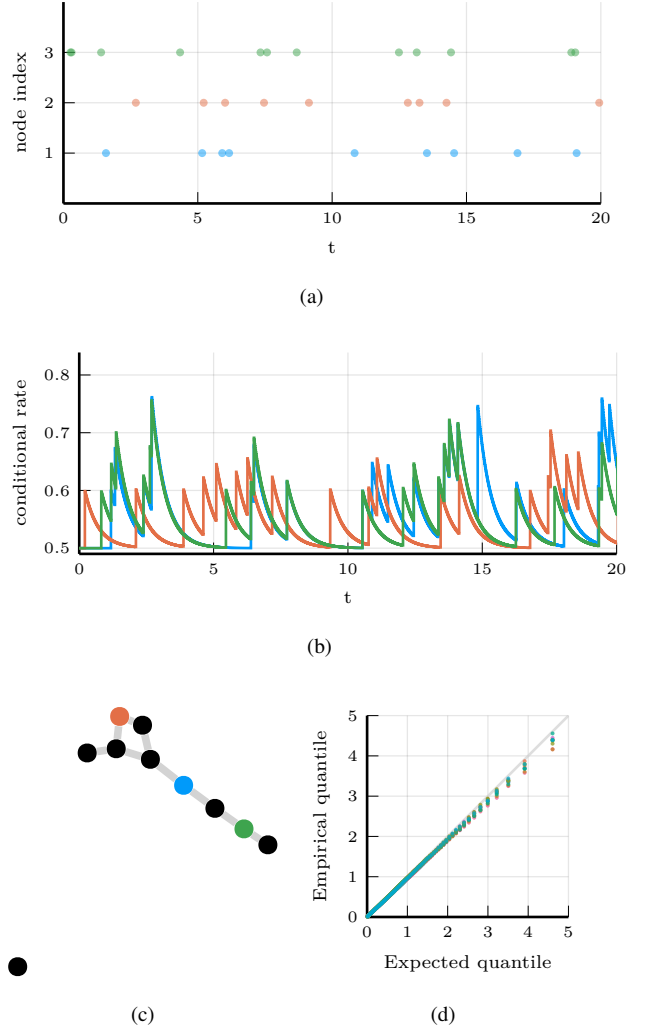 3
2
1
node index
0 5 10 15 20
t
(a)
0.8
0.7
0.6
0.5
conditional rate
0 5 10 15 20
t
(b)
5
4
3
2
1
0
Empirical quantile
0 1 2 3 4 5
Expected quantile
(c) (d)